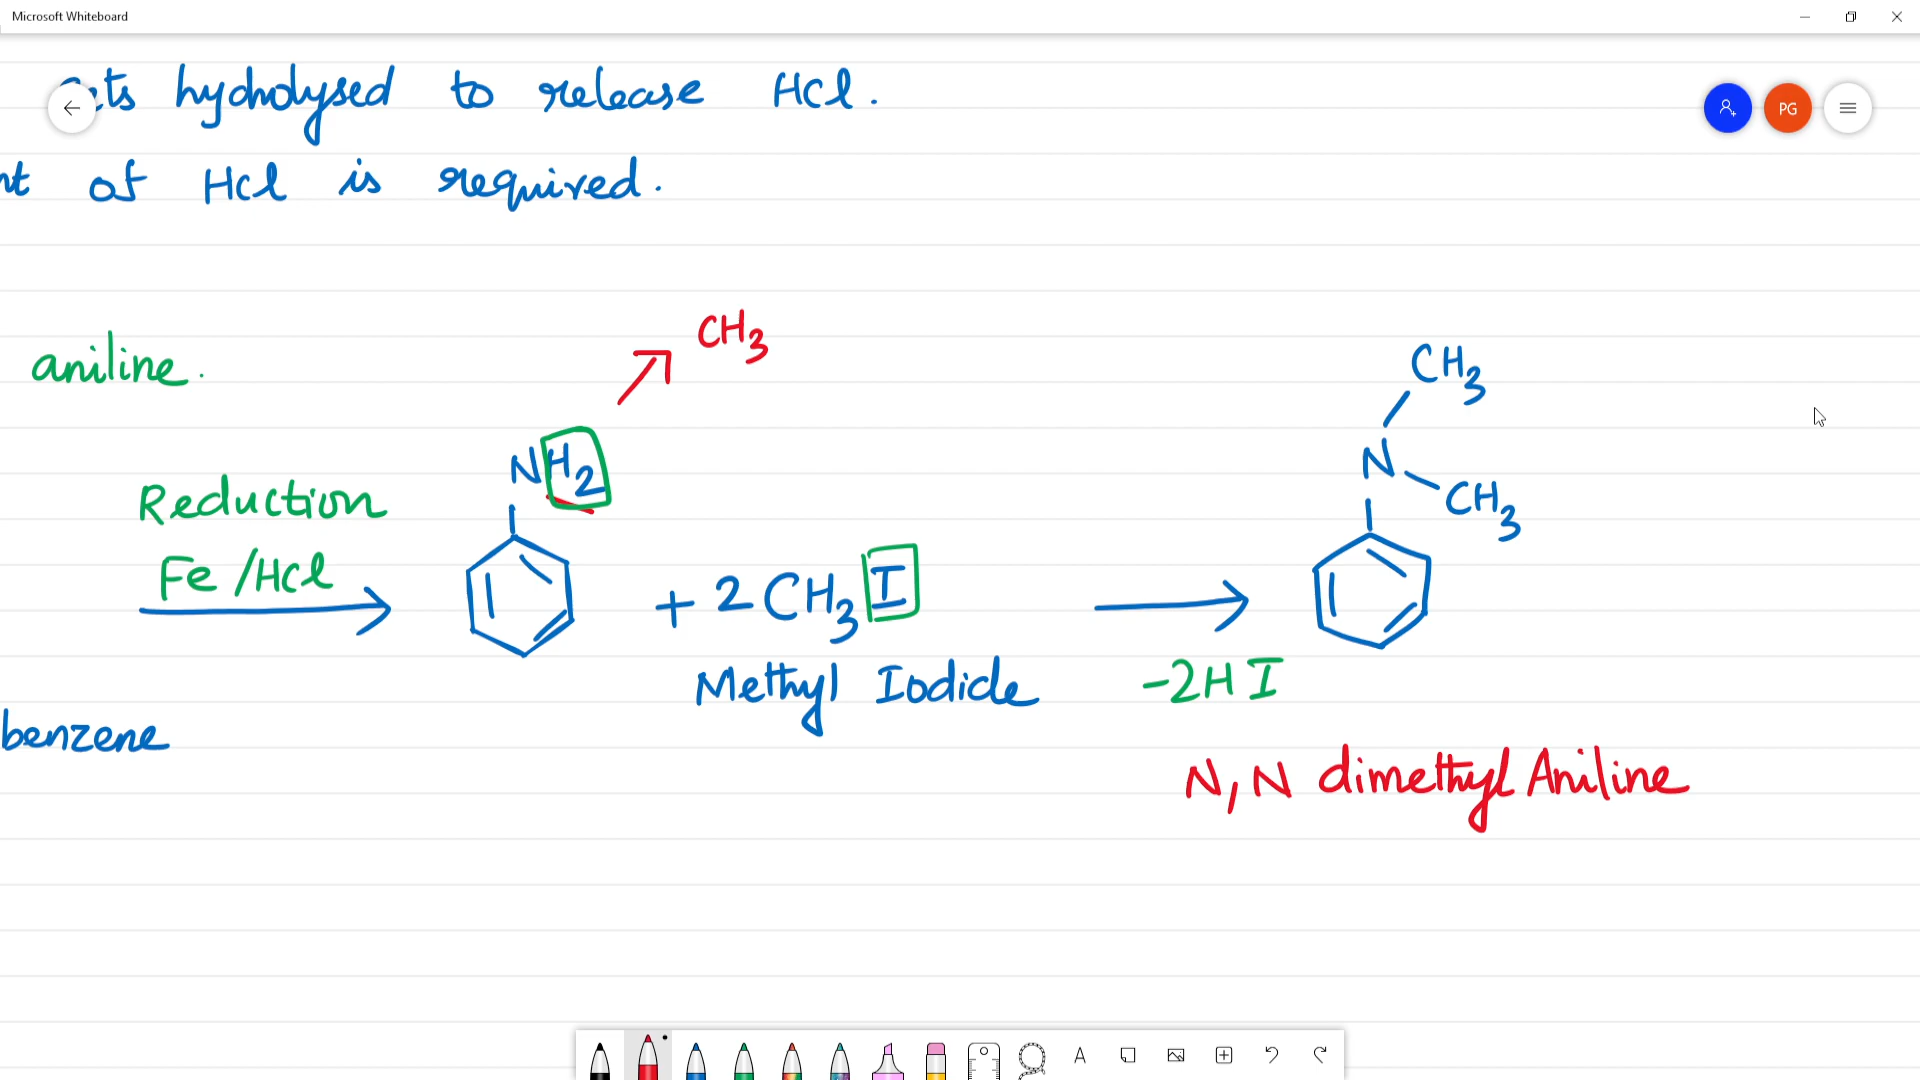 Microsoft Whiteboard
PG
gets hydrolysed to release HCl.
of HCl is required.
CH3
aniline.
CH3
NH2
N
CH3
Reduction
Fe/HCl
+ 2CH3I
Methyl Iodide
-2HI
benzene
N,N dimethyl Aniline
A